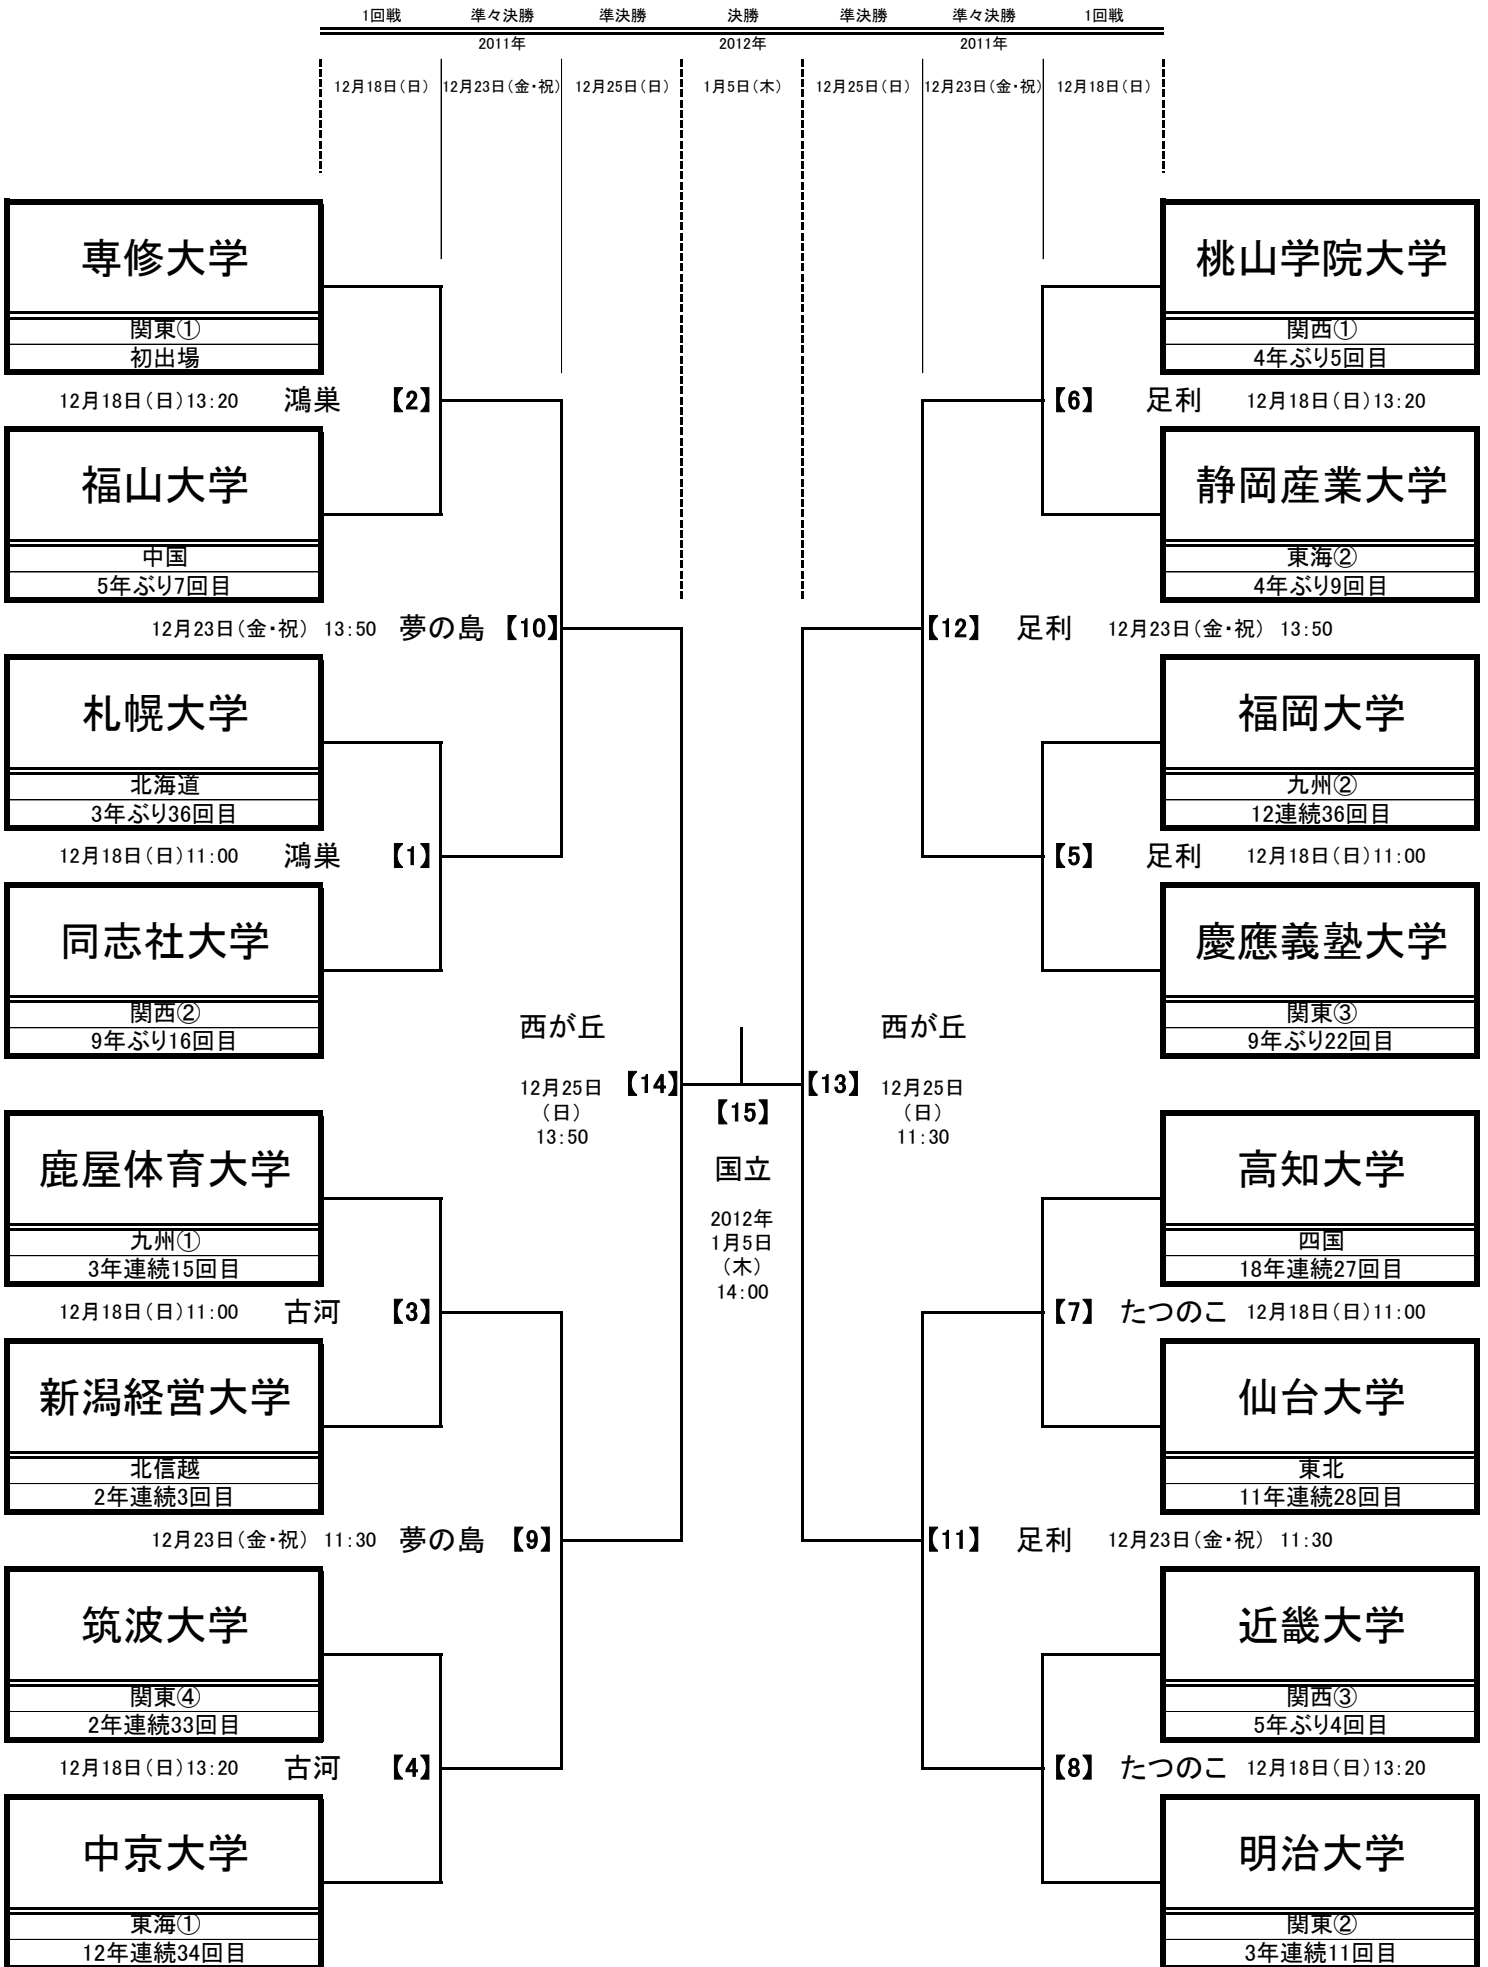 1回戦 準々決勝 準決勝 決勝 準決勝 準々決勝 1回戦
2011年 2012年 2011年
12月18日(日) 12月23日(金・祝) 12月25日(日) 1月5日(木) 12月25日(日) 12月23日(金・祝) 12月18日(日)
専修大学
関東①
初出場
12月18日(日)13:20 鴻巣 【2】
福山大学
中国
5年ぶり7回目
12月23日(金・祝) 13:50 夢の島 【10】
札幌大学
北海道
3年ぶり36回目
12月18日(日)11:00 鴻巣 【1】
同志社大学
関西②
9年ぶり16回目
鹿屋体育大学
九州①
3年連続15回目
12月18日(日)11:00 古河 【3】
新潟経営大学
北信越
2年連続3回目
12月23日(金・祝) 11:30 夢の島 【9】
筑波大学
関東④
2年連続33回目
12月18日(日)13:20 古河 【4】
中京大学
東海①
12年連続34回目
西が丘
12月25日 【14】
(日)
13:50
【15】
国立
2012年
1月5日
(木)
14:00
西が丘
【13】 12月25日
(日)
11:30
桃山学院大学
関西①
4年ぶり5回目
【6】 足利 12月18日(日)13:20
静岡産業大学
東海②
4年ぶり9回目
【12】 足利 12月23日(金・祝) 13:50
福岡大学
九州②
12連続36回目
【5】 足利 12月18日(日)11:00
慶應義塾大学
関東③
9年ぶり22回目
高知大学
四国
18年連続27回目
【7】 たつのこ 12月18日(日)11:00
仙台大学
東北
11年連続28回目
【11】 足利 12月23日(金・祝) 11:30
近畿大学
関西③
5年ぶり4回目
【8】 たつのこ 12月18日(日)13:20
明治大学
関東②
3年連続11回目